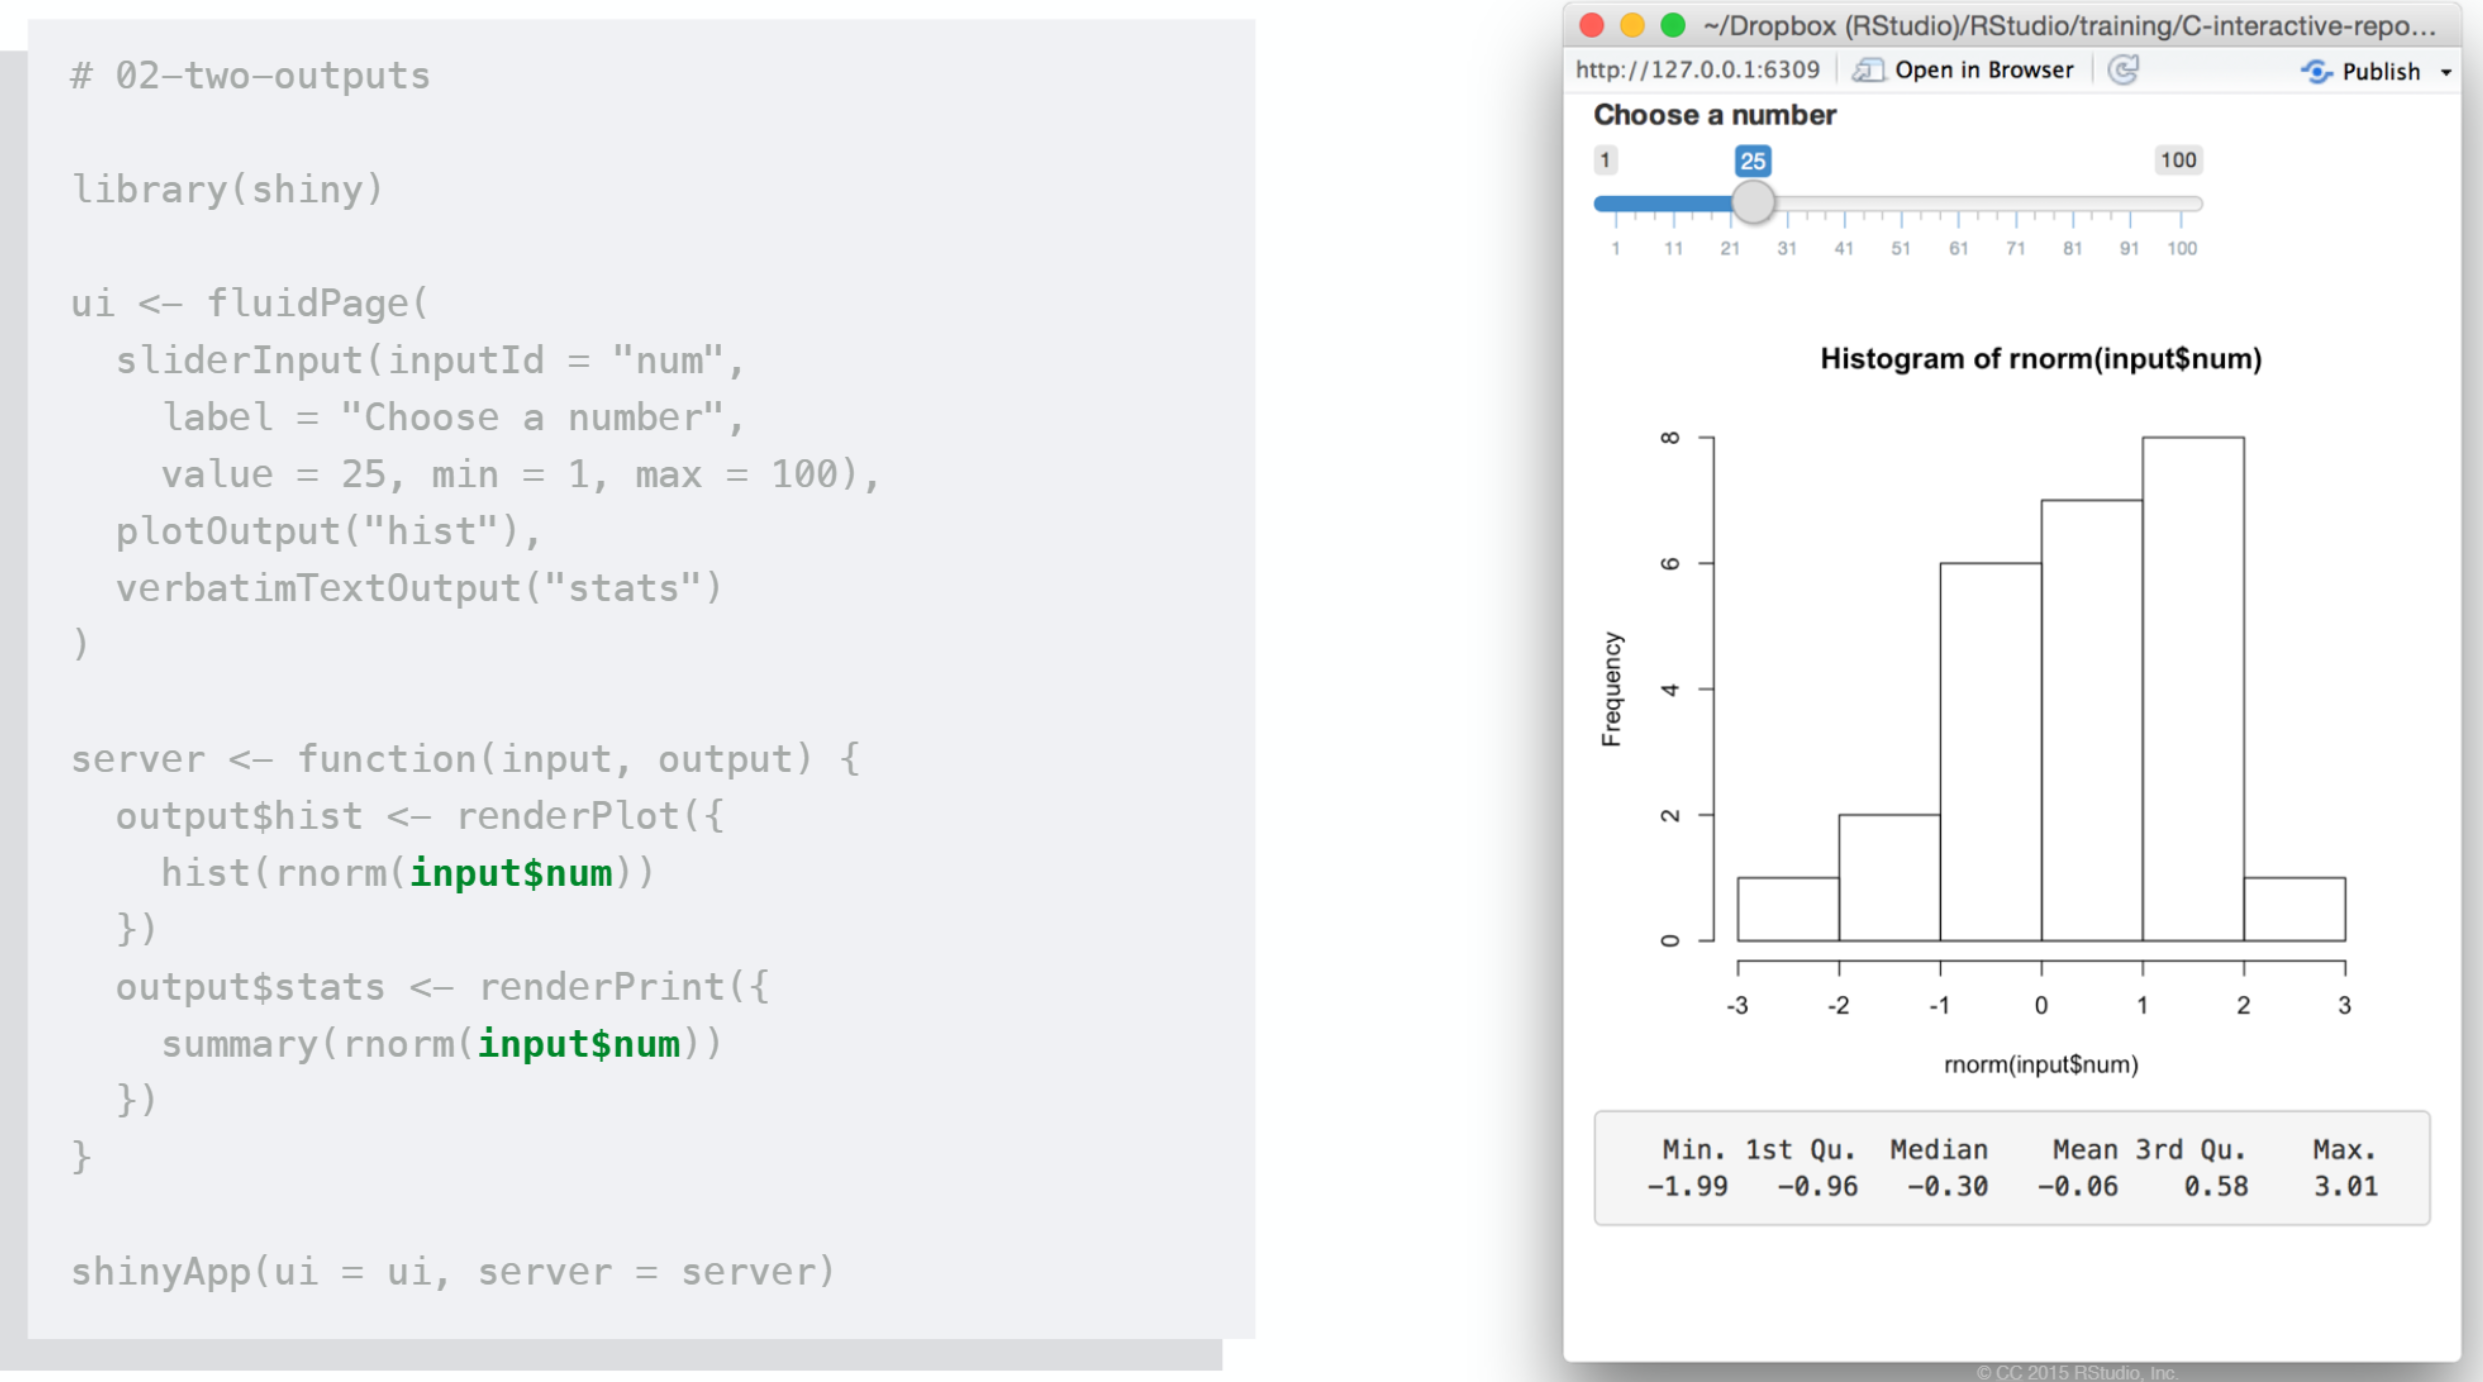 # 02-two-outputs
library(shiny)
ui <- fluidPage(
  sliderInput(inputId = "num",
    label = "Choose a number",
    value = 25, min = 1, max = 100),
  plotOutput("hist"),
  verbatimTextOutput("stats")
)
server <- function(input, output) {
  output$hist <- renderPlot({
    hist(rnorm(input$num))
  })
  output$stats <- renderPrint({
    summary(rnorm(input$num))
  })
}
shinyApp(ui = ui, server = server)
~/Dropbox (RStudio)/RStudio/training/C-interactive-repo...
http://127.0.0.1:6309 Open in Browser Publish
Choose a number
1 25 100
1 11 21 31 41 51 61 71 81 91 100
Histogram of rnorm(input$num)
8
6
4
2
0
Frequency
-3 -2 -1 0 1 2 3
rnorm(input$num)
Min. 1st Qu. Median Mean 3rd Qu. Max.
-1.99 -0.96 -0.30 -0.06 0.58 3.01
© CC 2015 RStudio, Inc.